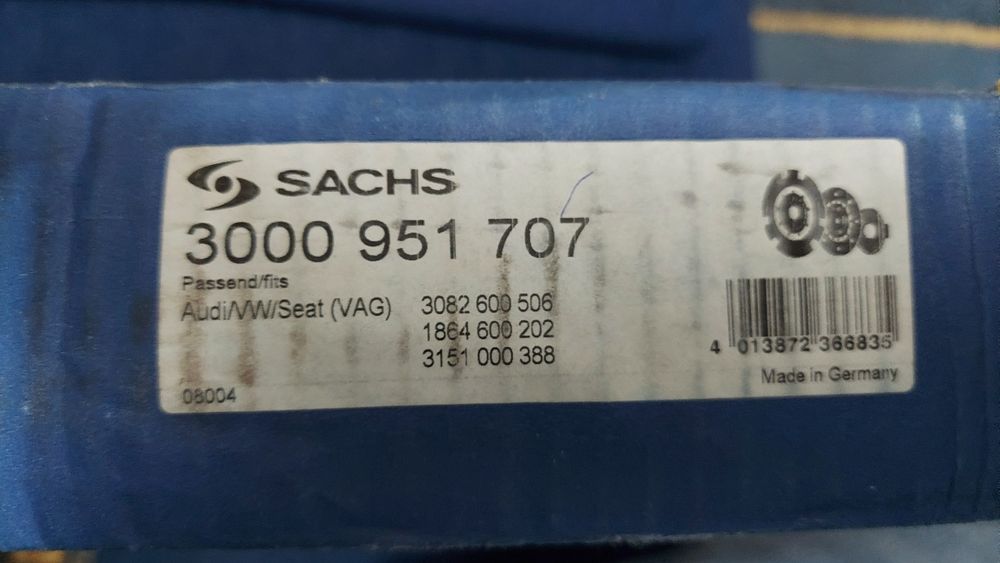 SACHS
3000 951 707
Passend/fits
Audi/VW/Seat (VAG) 3082 600 506
1864 600 202
3151 000 388
4 013872 366835
Made in Germany
08004